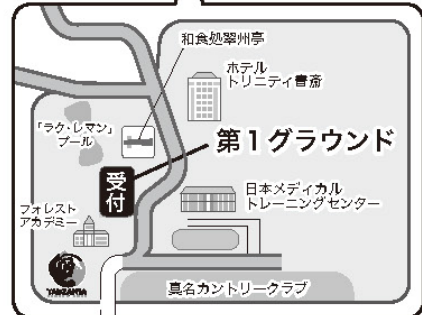 和食処翠州亭
ホテル
トリニティ書斎
「ラク・レマン」
プール
第1グラウンド
受付
日本メディカル
トレーニングセンター
フォレスト
アカデミー
TANZANIA
真名カントリークラブ